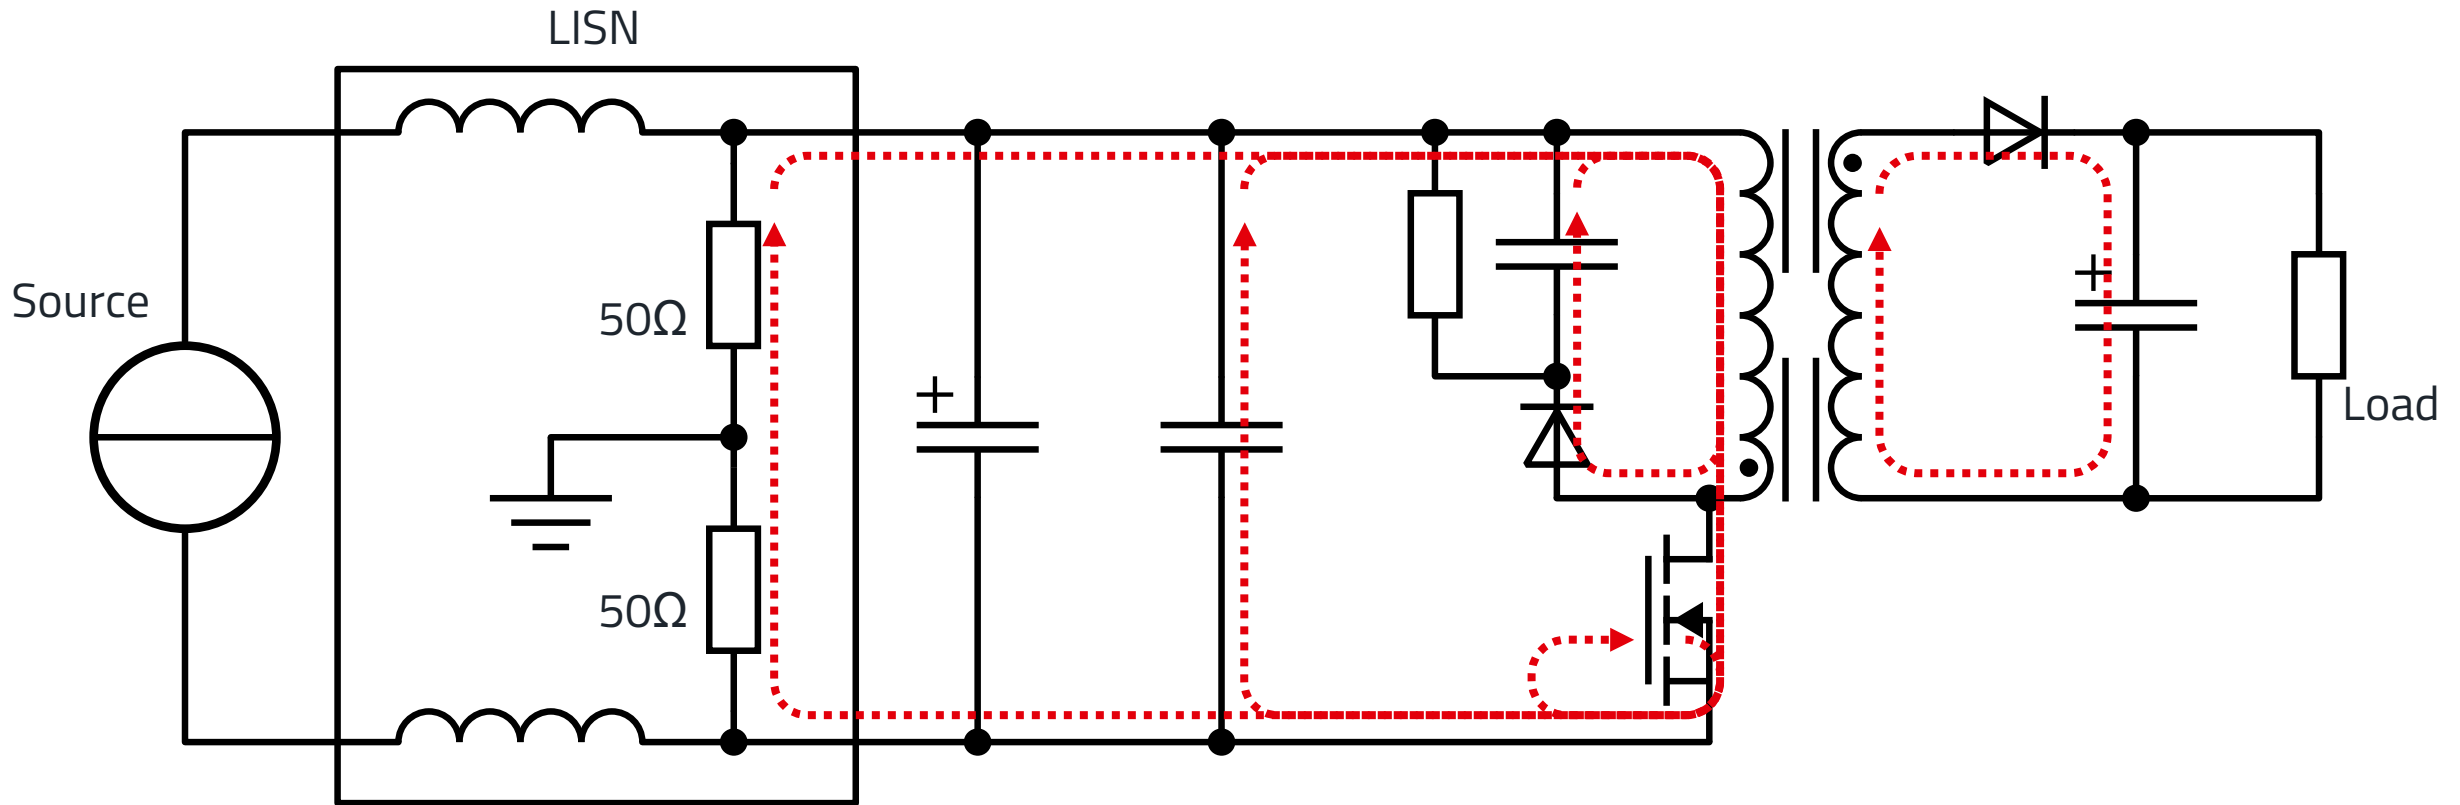 LISN
Source
50Ω
50Ω
+
+
Load